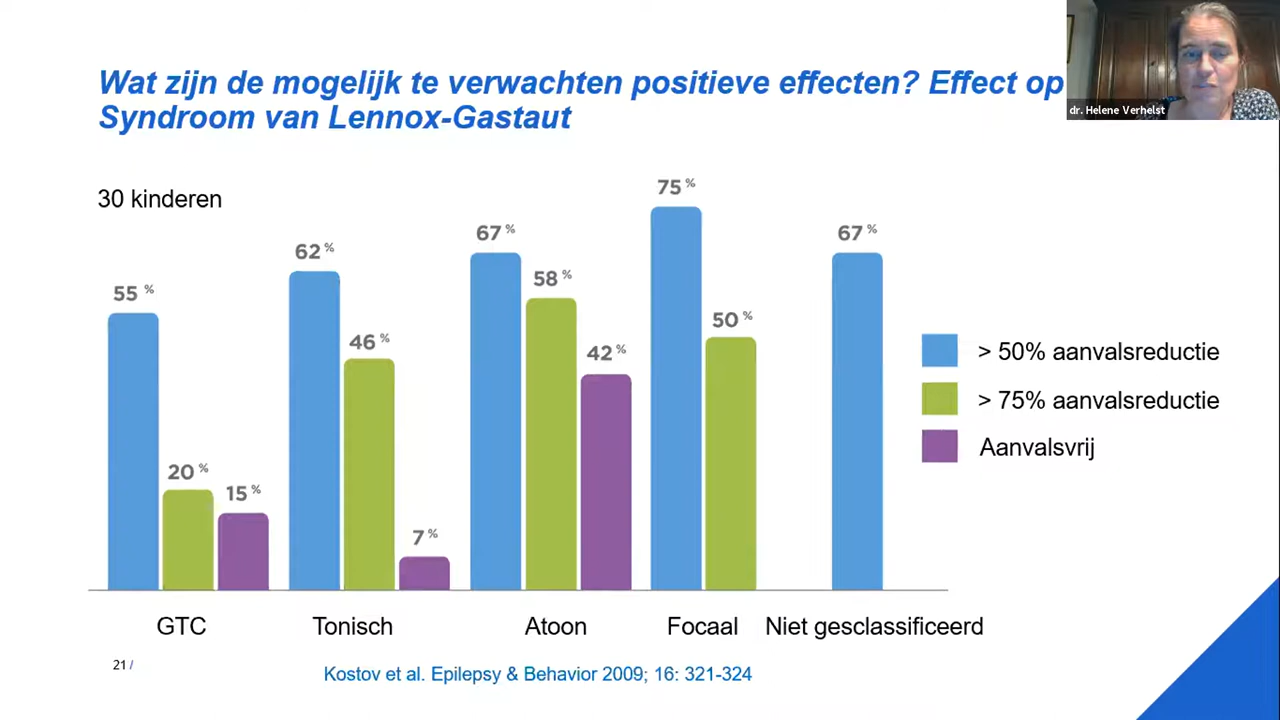 Wat zijn de mogelijk te verwachten positieve effecten? Effect op
Syndroom van Lennox-Gastaut
dr. Helene Verhelst
30 kinderen
55 %
20 %
15 %
62 %
46 %
7 %
67 %
58 %
42 %
75 %
50 %
67 %
> 50% aanvalsreductie
> 75% aanvalsreductie
Aanvalsvrij
GTC
Tonisch
Atoon
Focaal
Niet gesclassificeerd
21 /
Kostov et al. Epilepsy & Behavior 2009; 16: 321-324